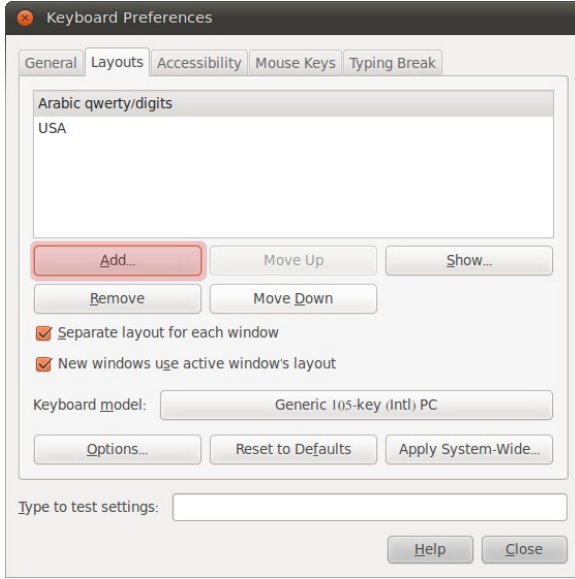 Keyboard Preferences
General Layouts Accessibility Mouse Keys Typing Break
Arabic qwerty/digits
USA
Add... Move Up Show...
Remove Move Down
Separate layout for each window
New windows use active window's layout
Keyboard model: Generic 105-key (Intl) PC
Options... Reset to Defaults Apply System-Wide...
Type to test settings:
Help Close